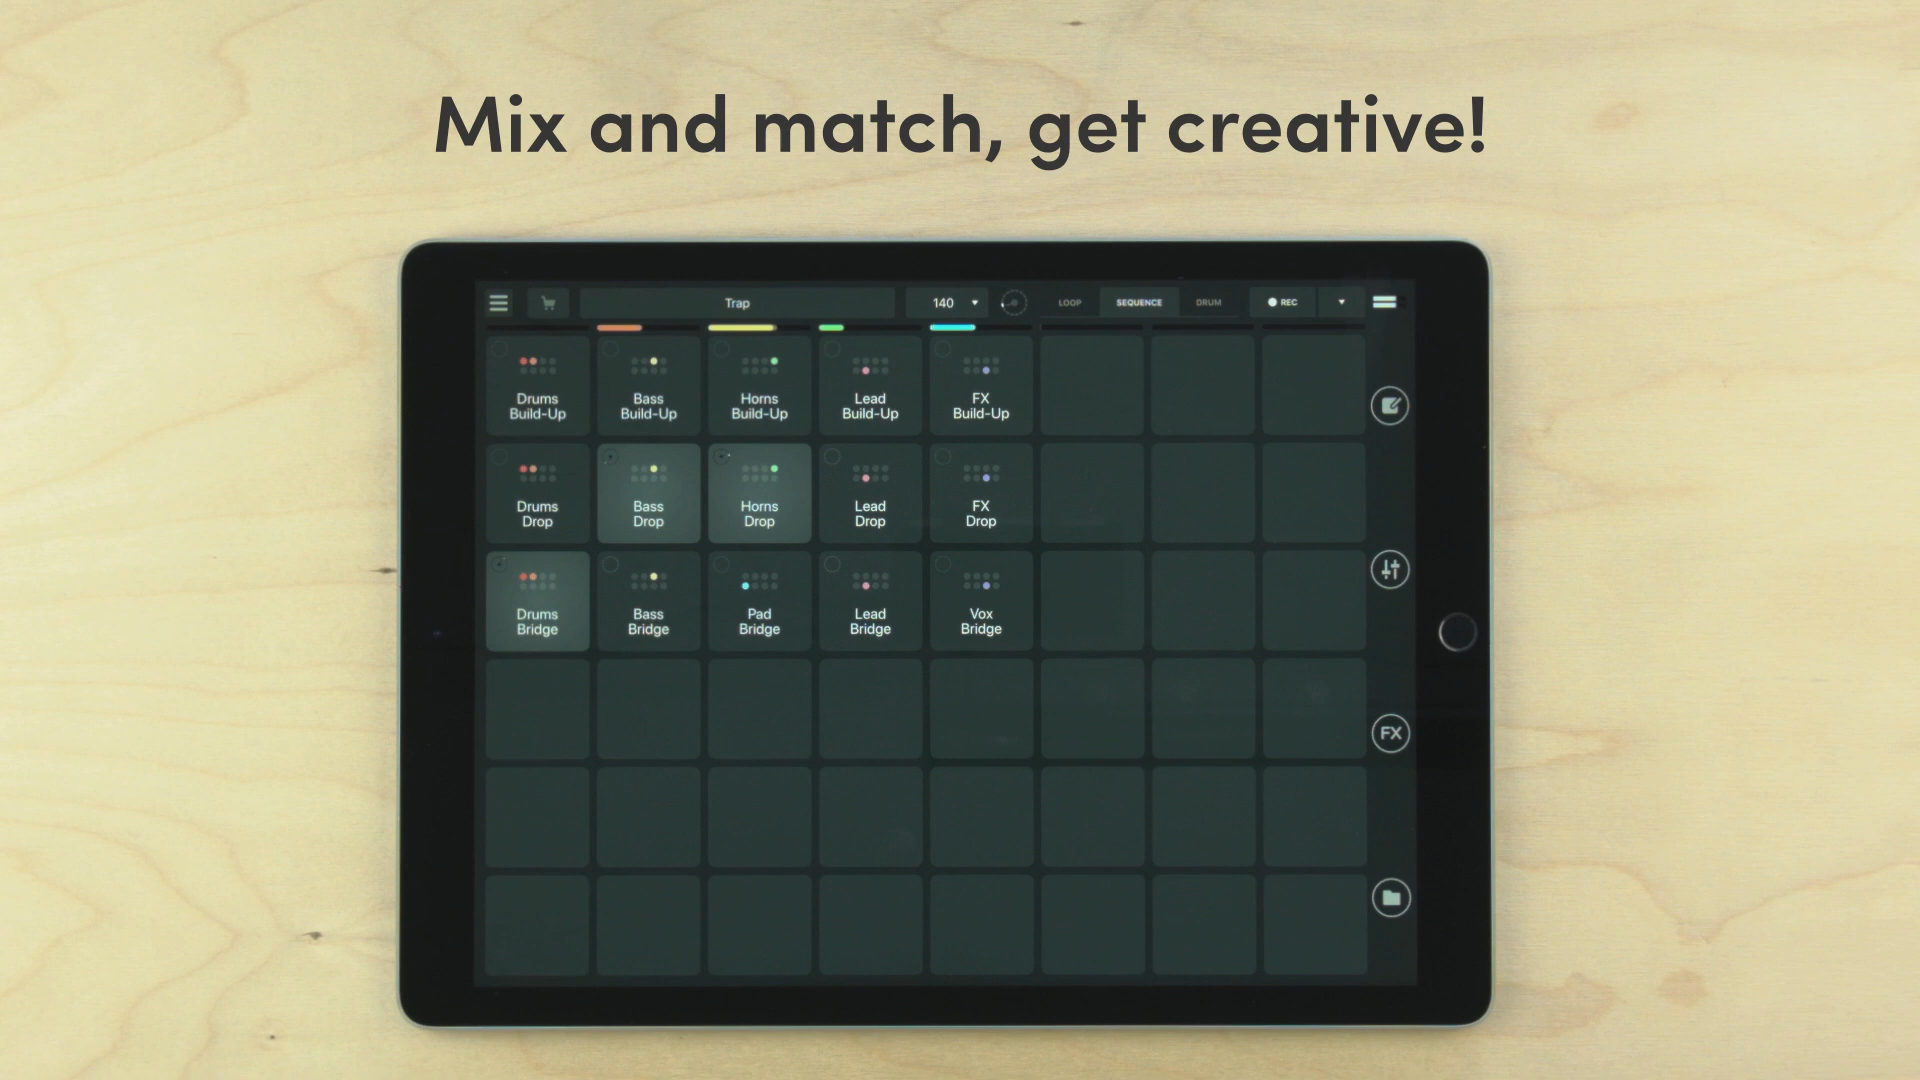 Mix and match, get creative!
Trap 140 LOOP SEQUENCE DRUM REC
Drums Build-Up
Bass Build-Up
Horns Build-Up
Lead Build-Up
FX Build-Up
Drums Drop
Bass Drop
Horns Drop
Lead Drop
FX Drop
Drums Bridge
Bass Bridge
Pad Bridge
Lead Bridge
Vox Bridge
FX